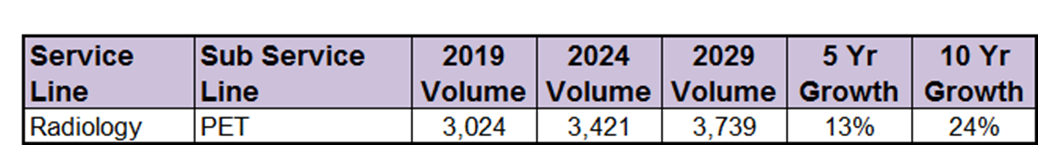 Service Line Sub Service Line 2019 Volume 2024 Volume 2029 Volume 5 Yr Growth 10 Yr Growth
Radiology PET 3,024 3,421 3,739 13% 24%